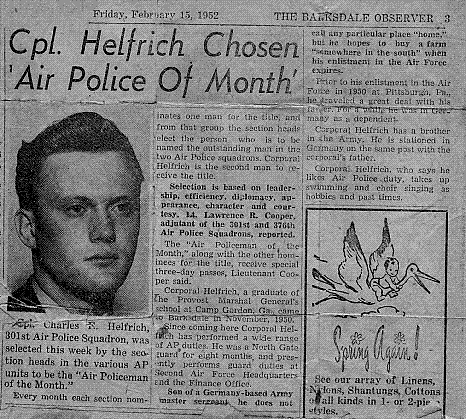 Friday, February 15, 1952
THE BARKSDALE OBSERVER 3
Cpl. Helfrich Chosen
'Air Police Of Month'
Cpl. Charles E. Helfrich,
301st Air Police Squadron, was
selected this week by the sec-
tion heads in the various AP
units to be the "Air Policeman
of the Month."
Every month each section nom-
inates one man for the title, and
from that group the section heads
elect the person who is to be
named the outstanding man in the
two Air Police squadrons. Corporal
Helfrich is the second man to re-
ceive the title.
Selection is based on leader-
ship, efficiency, diplomacy, ap-
pearance, character and cour-
tesy, Lt. Lawrence R. Cooper,
adjutant of the 301st and 376th
Air Police Squadrons, reported.
The "Air Policeman of the
Month," along with the other nom-
inees for the title, receive special
three-day passes, Lieutenant Coo-
per said.
Corporal Helfrich, a graduate of
the Provost Marshal General's
school at Camp Gordon, Ga., came
to Barksdale in November, 1950.
Since coming here Corporal Hel-
frich has performed a wide range
of AP duties. He was a North Gate
guard for eight months, and pres-
ently performs guard duties at
Second Air Force Headquarters
and the Finance Office.
Son of a Germany-based Army
master sergeant, he does not
call any particular place "home,"
but he hopes to buy a farm
"somewhere in the south" when
his enlistment in the Air Force
expires.
Prior to his enlistment in the Air
Force in 1950 at Pittsburg, Pa.,
he traveled a great deal with his
father. For a while he was in Ger-
many as a dependent.
Corporal Helfrich has a brother
in the Army. He is stationed in
Germany on the same post with the
corporal's father.
Corporal Helfrich, who says he
likes Air Police duty, takes up
swimming and choir singing as
hobbies and past times.
Spring Again!
See our array of Linens,
Nylons, Shantungs, Cottons
of all kinds in 1- or 2-pie
styles.